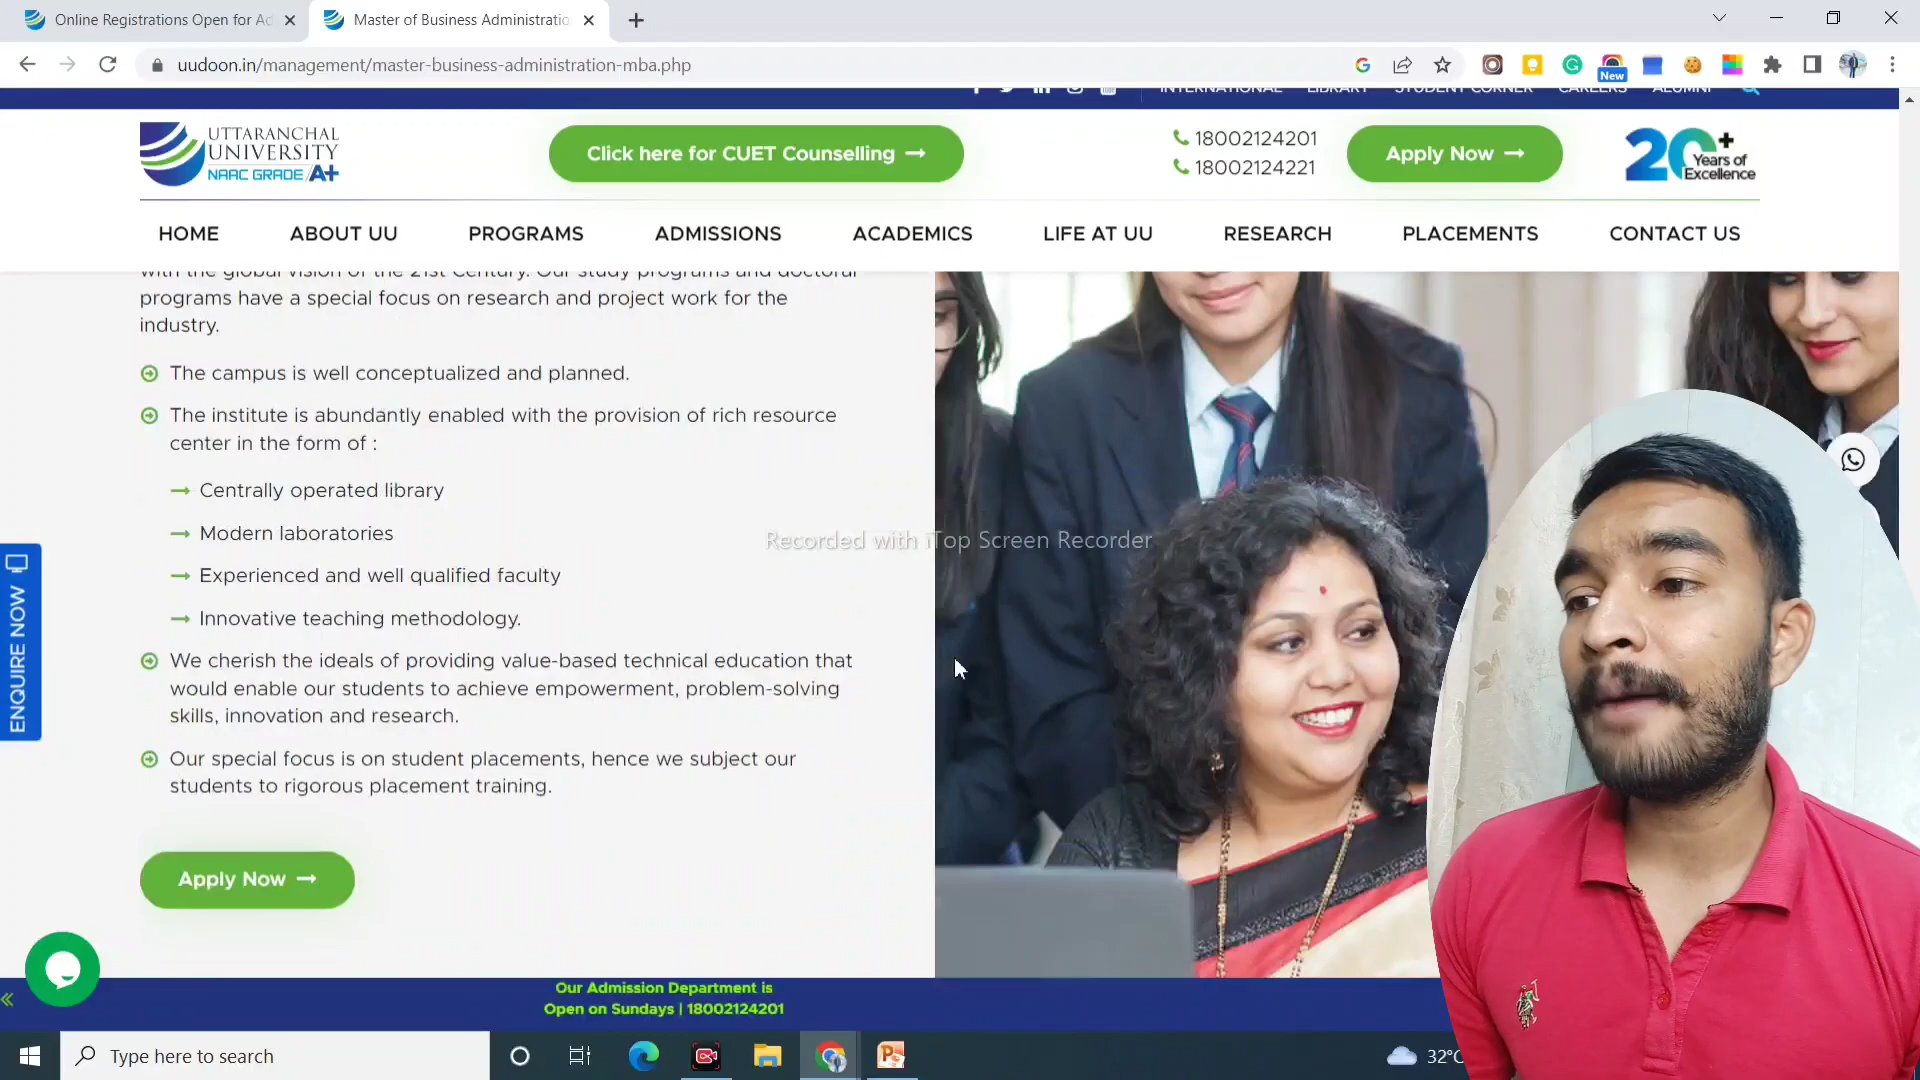 Online Registrations Open for Ad
Master of Business Administratio
uudoon.in/management/master-business-administration-mba.php
New
INTERNATIONAL LIBRARY STUDENT CORNER CAREERS ALUMNI
UTTARANCHAL
UNIVERSITY
NAAC GRADE A+
Click here for CUET Counselling
18002124201
18002124221
Apply Now
20+
Years of
Excellence
HOME ABOUT UU PROGRAMS ADMISSIONS ACADEMICS LIFE AT UU RESEARCH PLACEMENTS CONTACT US
with the global vision of the 21st Century. Our study programs and doctoral
programs have a special focus on research and project work for the
industry.
The campus is well conceptualized and planned.
The institute is abundantly enabled with the provision of rich resource
center in the form of :
Centrally operated library
Modern laboratories
Experienced and well qualified faculty
Innovative teaching methodology.
We cherish the ideals of providing value-based technical education that
would enable our students to achieve empowerment, problem-solving
skills, innovation and research.
Our special focus is on student placements, hence we subject our
students to rigorous placement training.
Apply Now
ENQUIRE NOW
Recorded with iTop Screen Recorder
Our Admission Department is
Open on Sundays | 18002124201
Type here to search
32°C